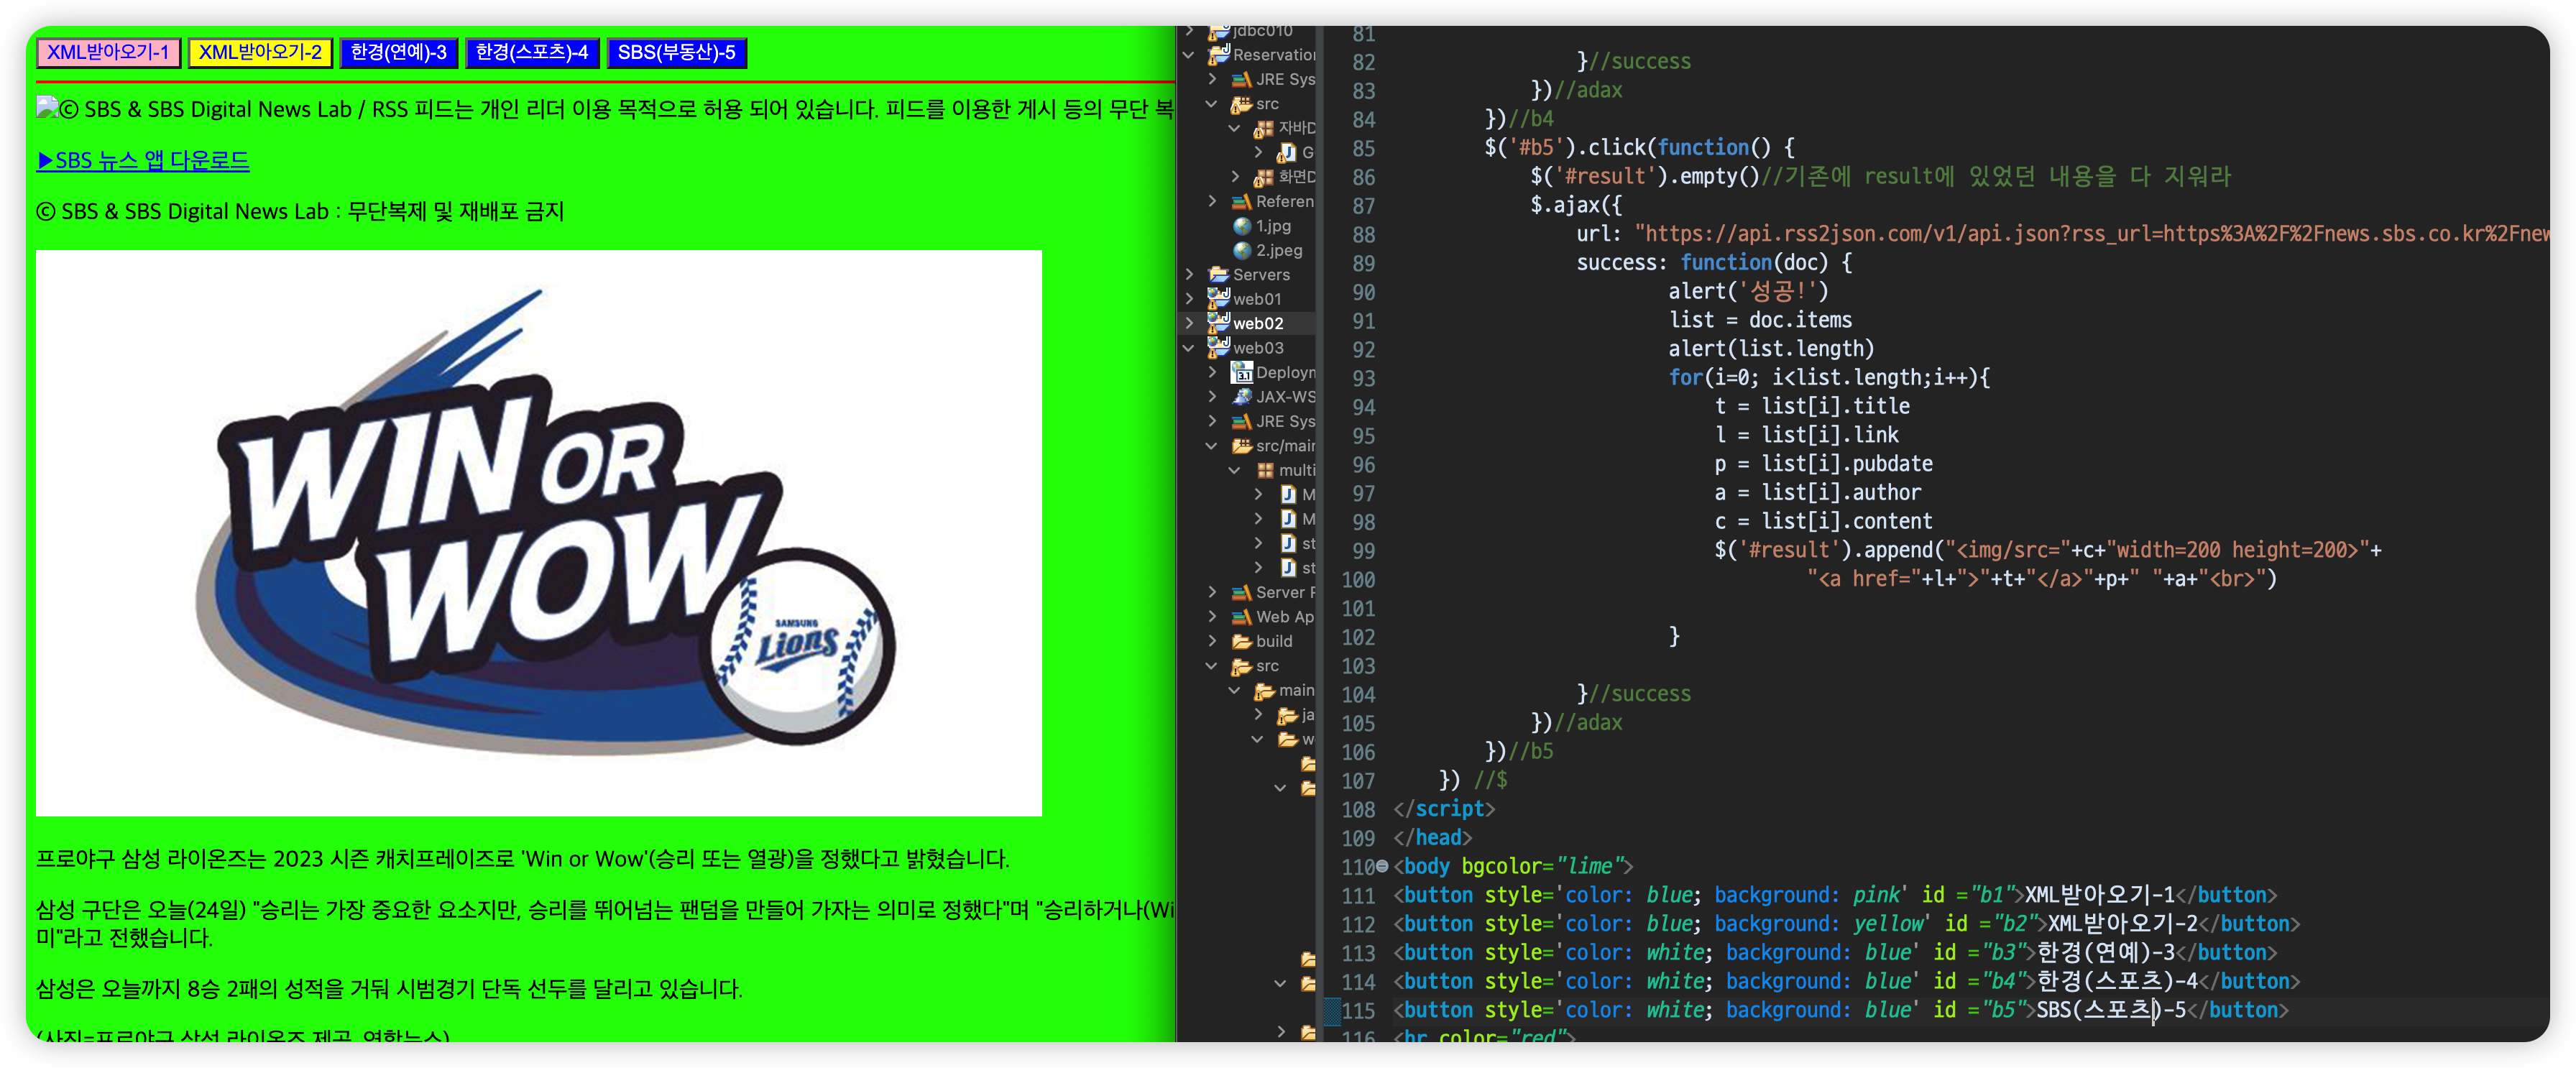 XML받아오기-1 XML받아오기-2 한경(연예)-3 한경(스포츠)-4 SBS(부동산)-5
ⓒ SBS & SBS Digital News Lab / RSS 피드는 개인 리더 이용 목적으로 허용 되어 있습니다. 피드를 이용한 게시 등의 무단 복
▶SBS 뉴스 앱 다운로드
ⓒ SBS & SBS Digital News Lab : 무단복제 및 재배포 금지
WIN OR
WOW
SAMSUNG
Lions
프로야구 삼성 라이온즈는 2023 시즌 캐치프레이즈로 'Win or Wow'(승리 또는 열광)을 정했다고 밝혔습니다.
삼성 구단은 오늘(24일) "승리는 가장 중요한 요소지만, 승리를 뛰어넘는 팬덤을 만들어 가자는 의미로 정했다"며 "승리하거나(Wi
미"라고 전했습니다.
삼성은 오늘까지 8승 2패의 성적을 거둬 시범경기 단독 선두를 달리고 있습니다.
(사진=프로야구 삼성 라이온즈 제공, 연합뉴스)
jdbc010
Reservation
JRE Sys
src
자바D
G
화면D
Referen
1.jpg
2.jpeg
Servers
web01
web02
web03
Deployn
JAX-WS
JRE Sys
src/mair
multi
M
M
st
st
Server F
Web Ap
build
src
main
ja
w
81
82 }//success
83 })//adax
84 })//b4
85 $('#b5').click(function() {
86 $('#result').empty()//기존에 result에 있었던 내용을 다 지워라
87 $.ajax({
88 url: "https://api.rss2json.com/v1/api.json?rss_url=https%3A%2F%2Fnews.sbs.co.kr%2Fnew
89 success: function(doc) {
90 alert('성공!')
91 list = doc.items
92 alert(list.length)
93 for(i=0; i<list.length;i++){
94 t = list[i].title
95 l = list[i].link
96 p = list[i].pubdate
97 a = list[i].author
98 c = list[i].content
99 $('#result').append("<img/src="+c+"width=200 height=200>"+
100 "<a href="+l+">"+t+"</a>"+p+" "+a+"<br>")
101
102 }
103
104 }//success
105 })//adax
106 })//b5
107 }) //$
108 </script>
109 </head>
110 <body bgcolor="lime">
111 <button style='color: blue; background: pink' id ="b1">XML받아오기-1</button>
112 <button style='color: blue; background: yellow' id ="b2">XML받아오기-2</button>
113 <button style='color: white; background: blue' id ="b3">한경(연예)-3</button>
114 <button style='color: white; background: blue' id ="b4">한경(스포츠)-4</button>
115 <button style='color: white; background: blue' id ="b5">SBS(스포츠)-5</button>
116 <hr color="red">